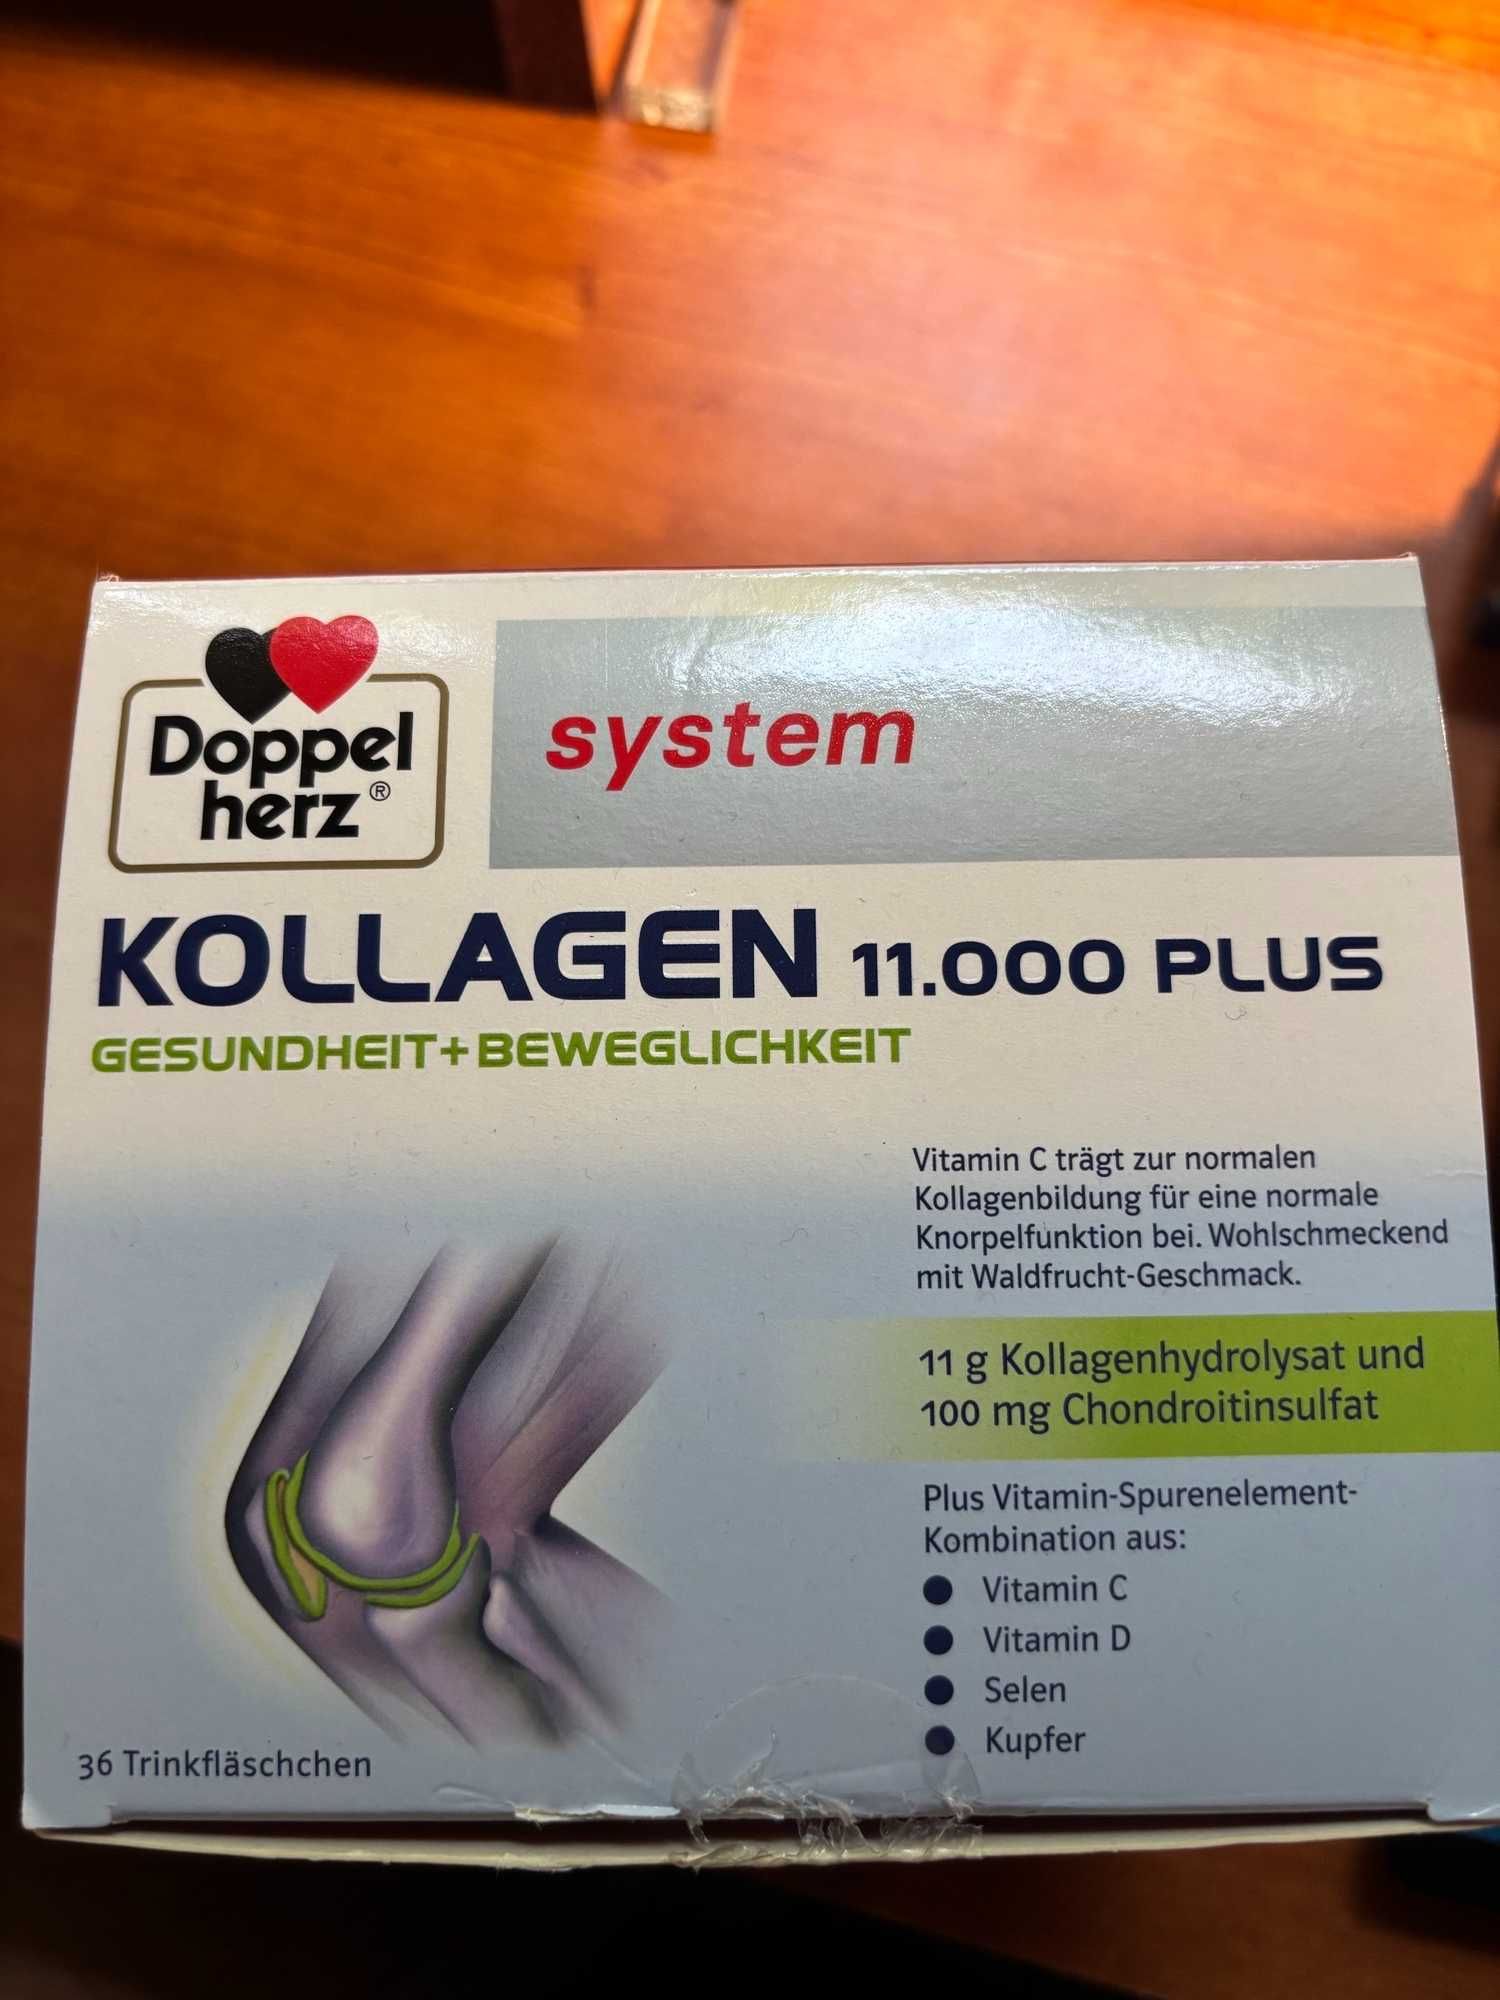 Doppel
herz®
system
KOLLAGEN 11.000 PLUS
GESUNDHEIT+BEWEGLICHKEIT
Vitamin C trägt zur normalen
Kollagenbildung für eine normale
Knorpelfunktion bei. Wohlschmeckend
mit Waldfrucht-Geschmack.
11 g Kollagenhydrolysat und
100 mg Chondroitinsulfat
Plus Vitamin-Spurenelement-
Kombination aus:
● Vitamin C
● Vitamin D
● Selen
● Kupfer
36 Trinkfläschchen